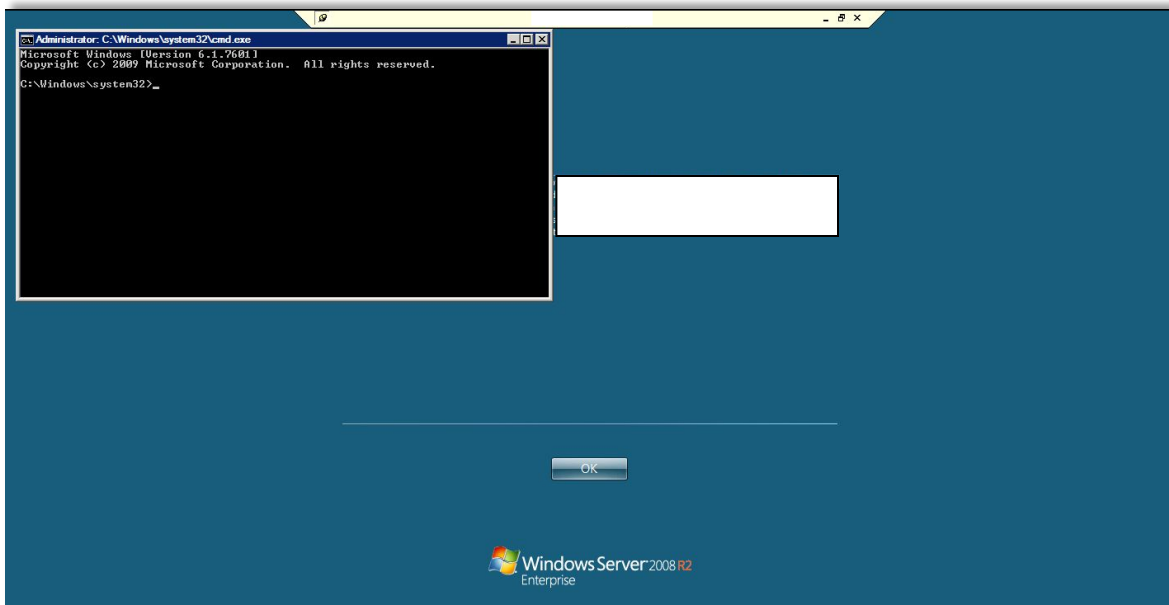 Administrator: C:\Windows\system32\cmd.exe
Microsoft Windows [Version 6.1.7601]
Copyright (c) 2009 Microsoft Corporation.  All rights reserved.
C:\Windows\system32>_
OK
Windows Server 2008 R2
Enterprise